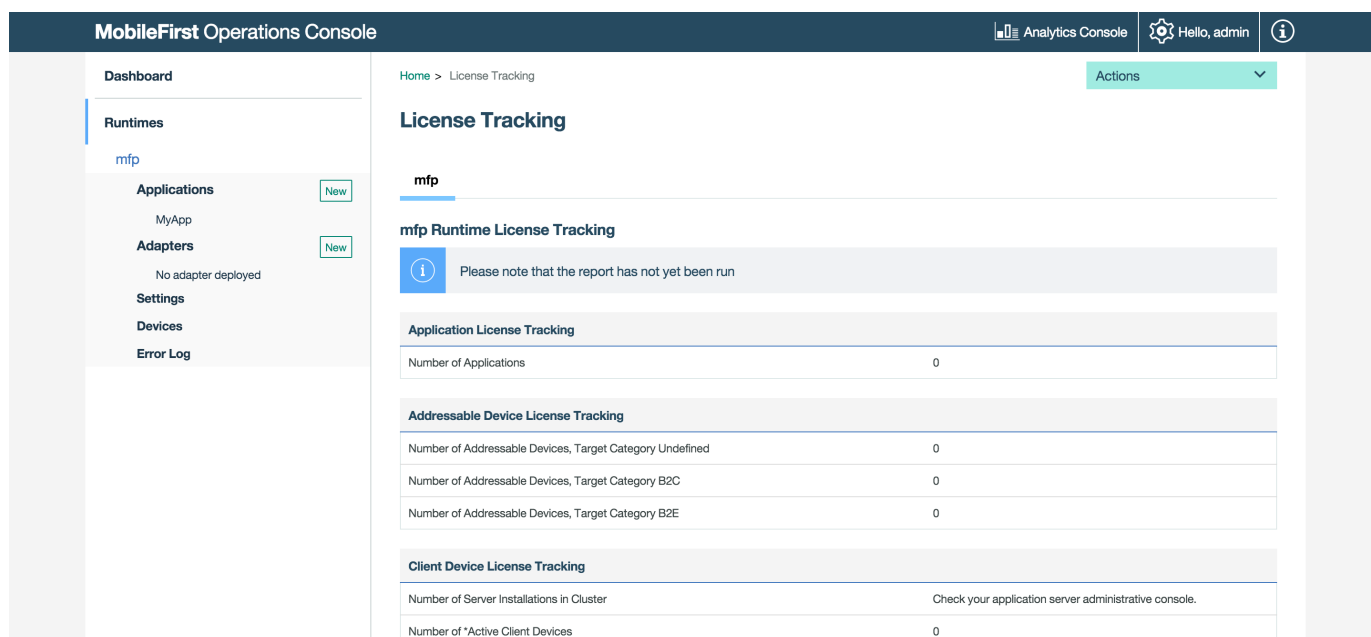 MobileFirst Operations Console
Analytics Console
Hello, admin
Dashboard
Runtimes
mfp
Applications New
MyApp
Adapters New
No adapter deployed
Settings
Devices
Error Log
Home > License Tracking
Actions
License Tracking
mfp
mfp Runtime License Tracking
Please note that the report has not yet been run
Application License Tracking
Number of Applications 0
Addressable Device License Tracking
Number of Addressable Devices, Target Category Undefined 0
Number of Addressable Devices, Target Category B2C 0
Number of Addressable Devices, Target Category B2E 0
Client Device License Tracking
Number of Server Installations in Cluster Check your application server administrative console.
Number of *Active Client Devices 0